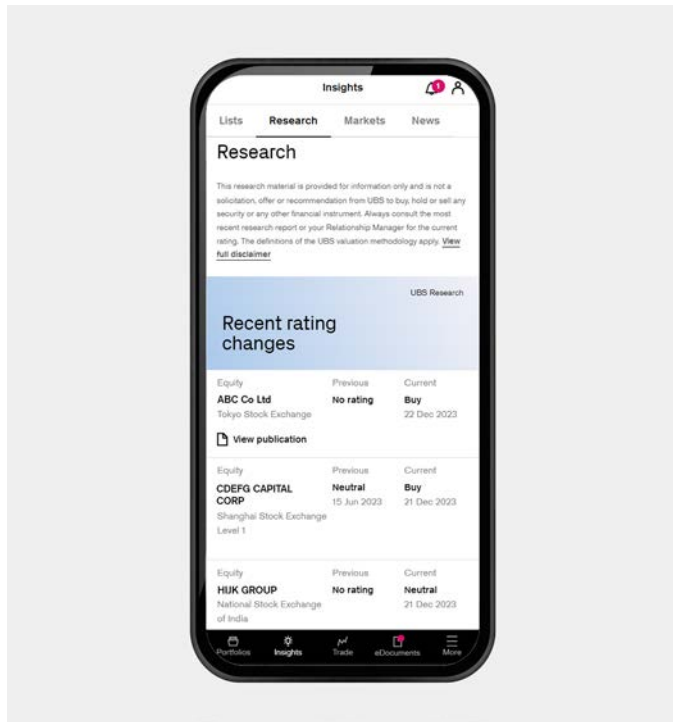 Insights
1
Lists Research Markets News
Research
This research material is provided for information only and is not a
solicitation, offer or recommendation from UBS to buy, hold or sell any
security or any other financial instrument. Always consult the most
recent research report or your Relationship Manager for the current
rating. The definitions of the UBS valuation methodology apply. View
full disclaimer
UBS Research
Recent rating
changes
Equity Previous Current
ABC Co Ltd No rating Buy
Tokyo Stock Exchange 22 Dec 2023
View publication
Equity Previous Current
CDEFG CAPITAL Neutral Buy
CORP 15 Jun 2023 21 Dec 2023
Shanghai Stock Exchange
Level 1
Equity Previous Current
HIJK GROUP No rating Neutral
National Stock Exchange 21 Dec 2023
of India
Portfolios Insights Trade eDocuments More